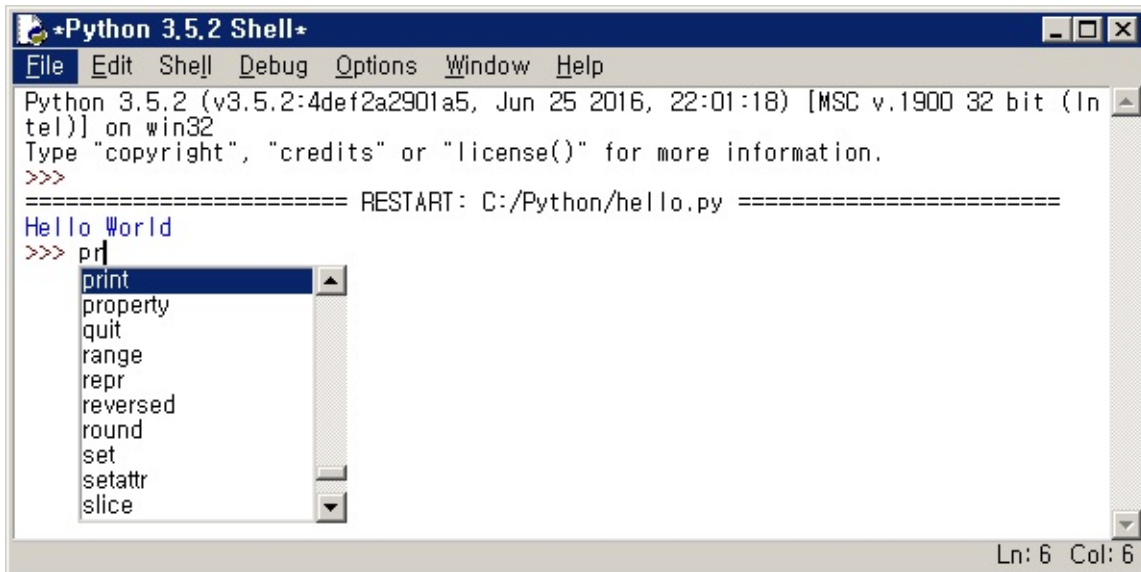 *Python 3.5.2 Shell*
File Edit Shell Debug Options Window Help
Python 3.5.2 (v3.5.2:4def2a2901a5, Jun 25 2016, 22:01:18) [MSC v.1900 32 bit (In
tel)] on win32
Type "copyright", "credits" or "license()" for more information.
>>>
======================== RESTART: C:/Python/hello.py ========================
Hello World
>>> pr
print
property
quit
range
repr
reversed
round
set
setattr
slice
Ln: 6 Col: 6